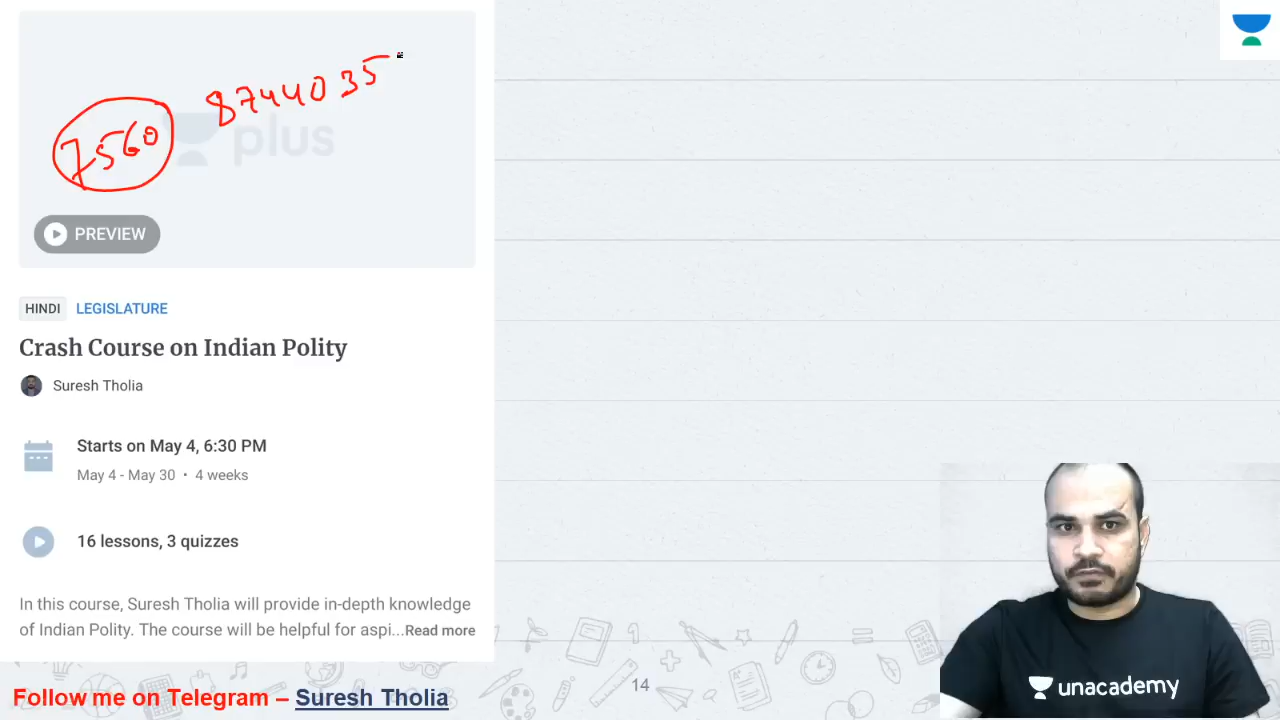 7560 8744035
plus
PREVIEW
HINDI LEGISLATURE
Crash Course on Indian Polity
Suresh Tholia
Starts on May 4, 6:30 PM
May 4 - May 30 • 4 weeks
16 lessons, 3 quizzes
In this course, Suresh Tholia will provide in-depth knowledge
of Indian Polity. The course will be helpful for aspi...Read more
Follow me on Telegram – Suresh Tholia
14
unacademy